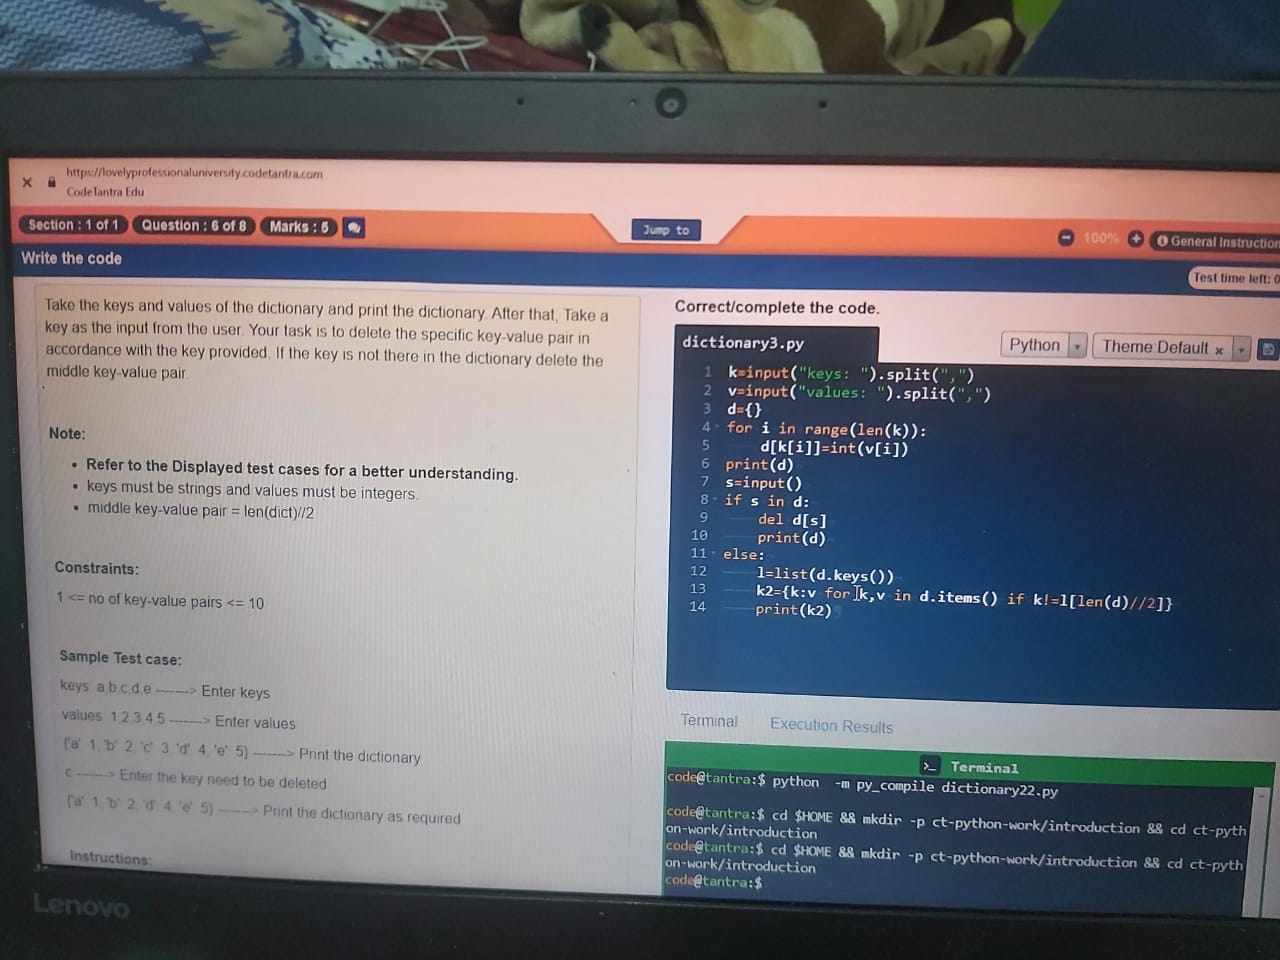 https://lovelyprofessionaluniversity.codetantra.com
CodeTantra Edu
Section : 1 of 1
Question : 6 of 8
Marks : 5
Jump to
100%
General Instruction
Write the code
Test time left: 0
Take the keys and values of the dictionary and print the dictionary. After that, Take a
key as the input from the user. Your task is to delete the specific key-value pair in
accordance with the key provided. If the key is not there in the dictionary delete the
middle key-value pair.
Note:
• Refer to the Displayed test cases for a better understanding.
• keys must be strings and values must be integers.
• middle key-value pair = len(dict)//2
Constraints:
1 <= no of key-value pairs <= 10
Sample Test case:
keys: a,b,c,d,e -------> Enter keys
values: 1,2,3,4,5 -------> Enter values
{'a': 1, 'b': 2, 'c': 3, 'd': 4, 'e': 5} -------> Print the dictionary
c -------> Enter the key need to be deleted
{'a': 1, 'b': 2, 'd': 4, 'e': 5} -------> Print the dictionary as required
Instructions:
Correct/complete the code.
dictionary3.py
Python
Theme:Default
1 k=input("keys: ").split(",")
2 v=input("values: ").split(",")
3 d={}
4 for i in range(len(k)):
5 d[k[i]]=int(v[i])
6 print(d)
7 s=input()
8 if s in d:
9 del d[s]
10 print(d)
11 else:
12 l=list(d.keys())
13 k2={k:v for k,v in d.items() if k!=l[len(d)//2]}
14 print(k2)
Terminal
Execution Results
Terminal
code@tantra:$ python -m py_compile dictionary22.py
code@tantra:$ cd $HOME && mkdir -p ct-python-work/introduction && cd ct-pyth
on-work/introduction
code@tantra:$ cd $HOME && mkdir -p ct-python-work/introduction && cd ct-pyth
on-work/introduction
code@tantra:$
Lenovo